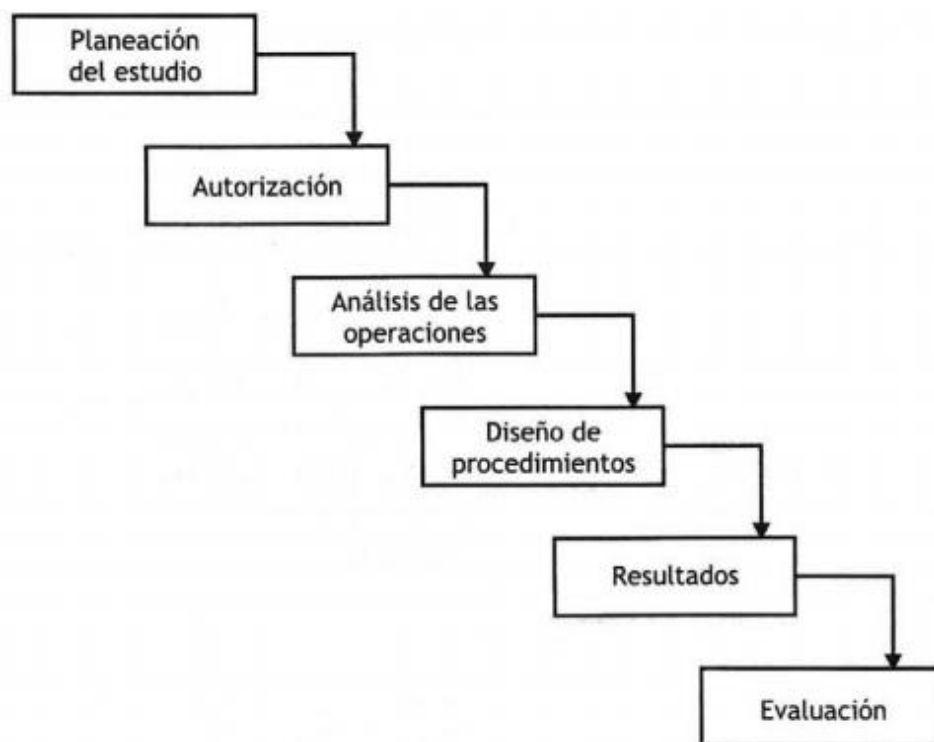 Planeación
del estudio
Autorización
Análisis de las
operaciones
Diseño de
procedimientos
Resultados
Evaluación